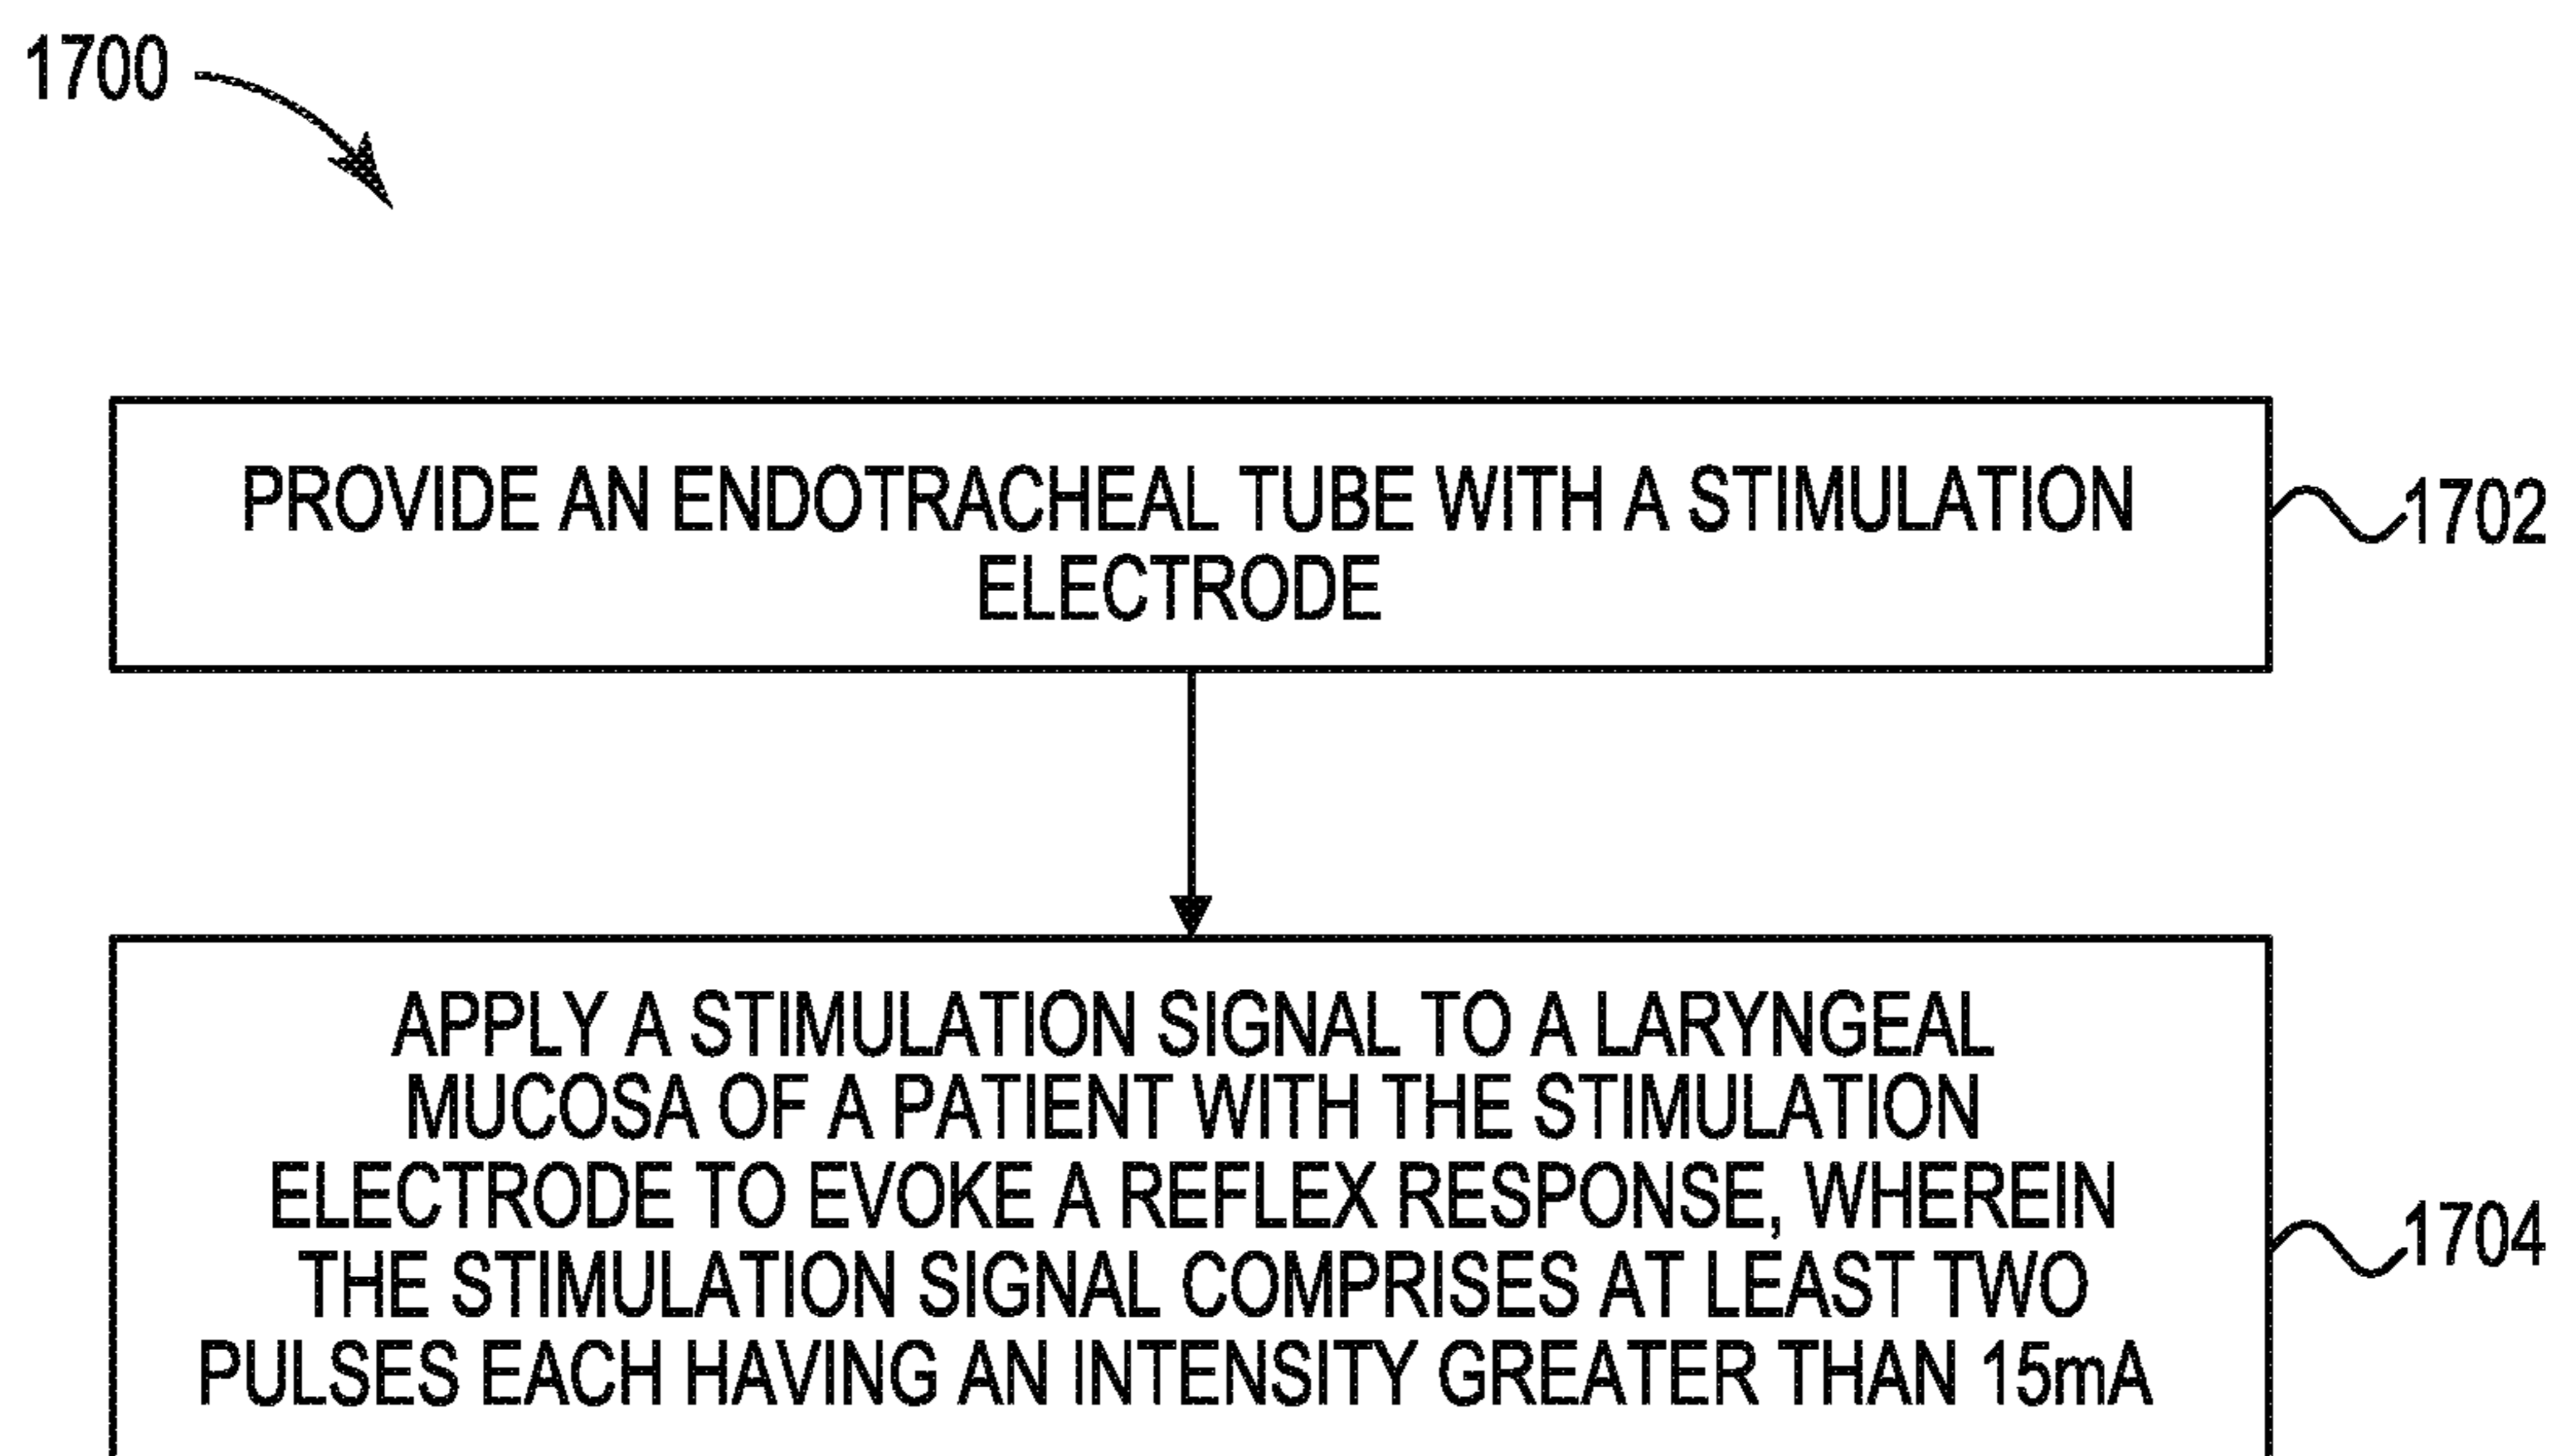 1700
PROVIDE AN ENDOTRACHEAL TUBE WITH A STIMULATION
ELECTRODE
1702
APPLY A STIMULATION SIGNAL TO A LARYNGEAL
MUCOSA OF A PATIENT WITH THE STIMULATION
ELECTRODE TO EVOKE A REFLEX RESPONSE, WHEREIN
THE STIMULATION SIGNAL COMPRISES AT LEAST TWO
PULSES EACH HAVING AN INTENSITY GREATER THAN 15mA
1704